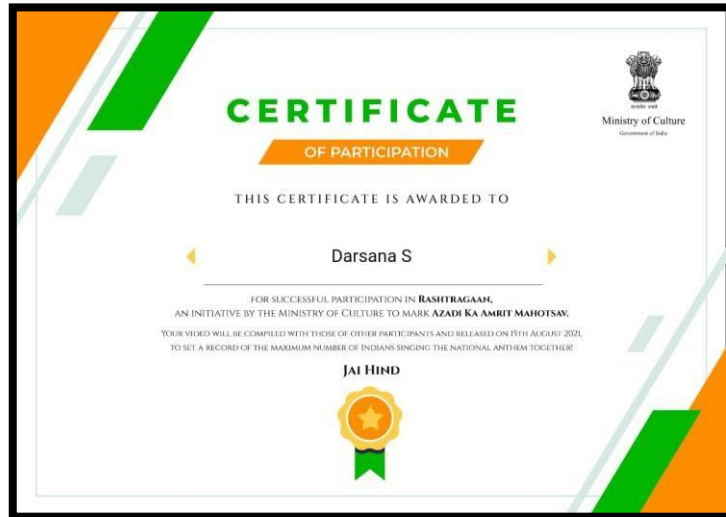 CERTIFICATE
OF PARTICIPATION
Ministry of Culture
Government of India
THIS CERTIFICATE IS AWARDED TO
Darsana S
FOR SUCCESSFUL PARTICIPATION IN RASHTRAGAAN,
AN INITIATIVE BY THE MINISTRY OF CULTURE TO MARK AZADI KA AMRIT MAHOTSAV.
YOUR VIDEO WILL BE COMPILED WITH THOSE OF OTHER PARTICIPANTS AND RELEASED ON 15TH AUGUST 2021,
TO SET A RECORD OF THE MAXIMUM NUMBER OF INDIANS SINGING THE NATIONAL ANTHEM TOGETHER!
JAI HIND